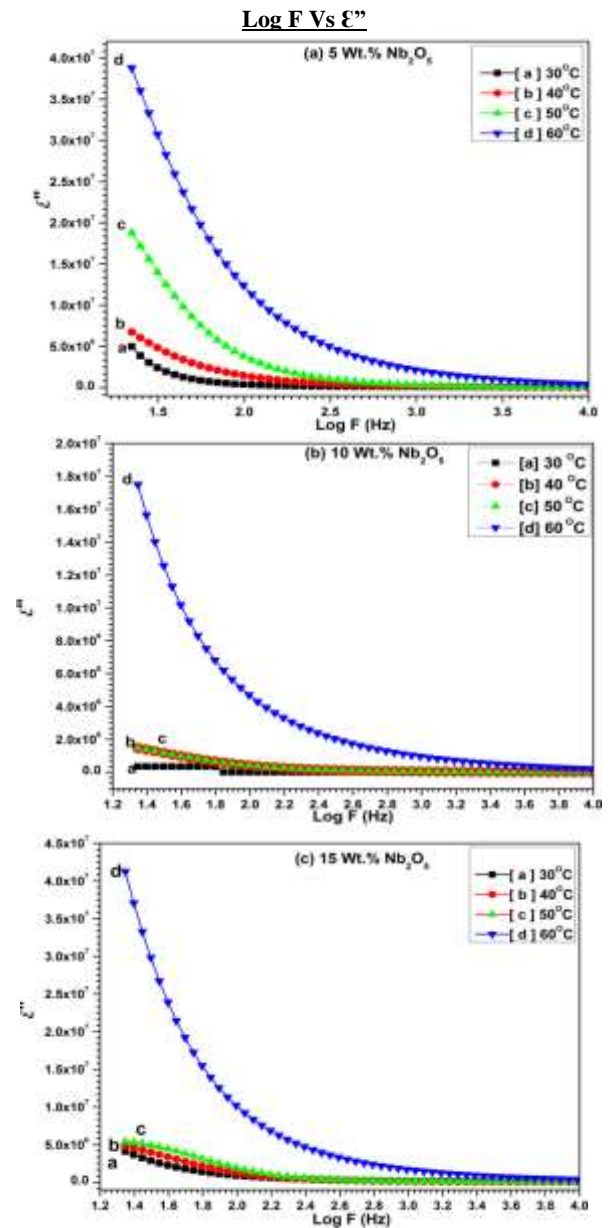 Log F Vs Ɛ”
(a) 5 Wt.% Nb₂O₅
[ a ] 30°C
[ b ] 40°C
[ c ] 50°C
[ d ] 60°C
d
c
b
a
4.0x10⁷
3.5x10⁷
3.0x10⁷
2.5x10⁷
2.0x10⁷
1.5x10⁷
1.0x10⁷
5.0x10⁶
0.0
ε"
1.5 2.0 2.5 3.0 3.5 4.0
Log F (Hz)
(b) 10 Wt.% Nb₂O₅
[a] 30 °C
[b] 40 °C
[c] 50 °C
[d] 60 °C
d
b c
a
2.0x10⁷
1.8x10⁷
1.6x10⁷
1.4x10⁷
1.2x10⁷
1.0x10⁷
8.0x10⁶
6.0x10⁶
4.0x10⁶
2.0x10⁶
0.0
ε"
1.2 1.4 1.6 1.8 2.0 2.2 2.4 2.6 2.8 3.0 3.2 3.4 3.6 3.8 4.0
Log F (Hz)
(c) 15 Wt.% Nb₂O₅
[ a ] 30°C
[ b ] 40°C
[ c ] 50°C
[ d ] 60°C
d
c
b
a
4.5x10⁷
4.0x10⁷
3.5x10⁷
3.0x10⁷
2.5x10⁷
2.0x10⁷
1.5x10⁷
1.0x10⁷
5.0x10⁶
0.0
ε"
1.2 1.4 1.6 1.8 2.0 2.2 2.4 2.6 2.8 3.0 3.2 3.4 3.6 3.8 4.0
Log F (Hz)